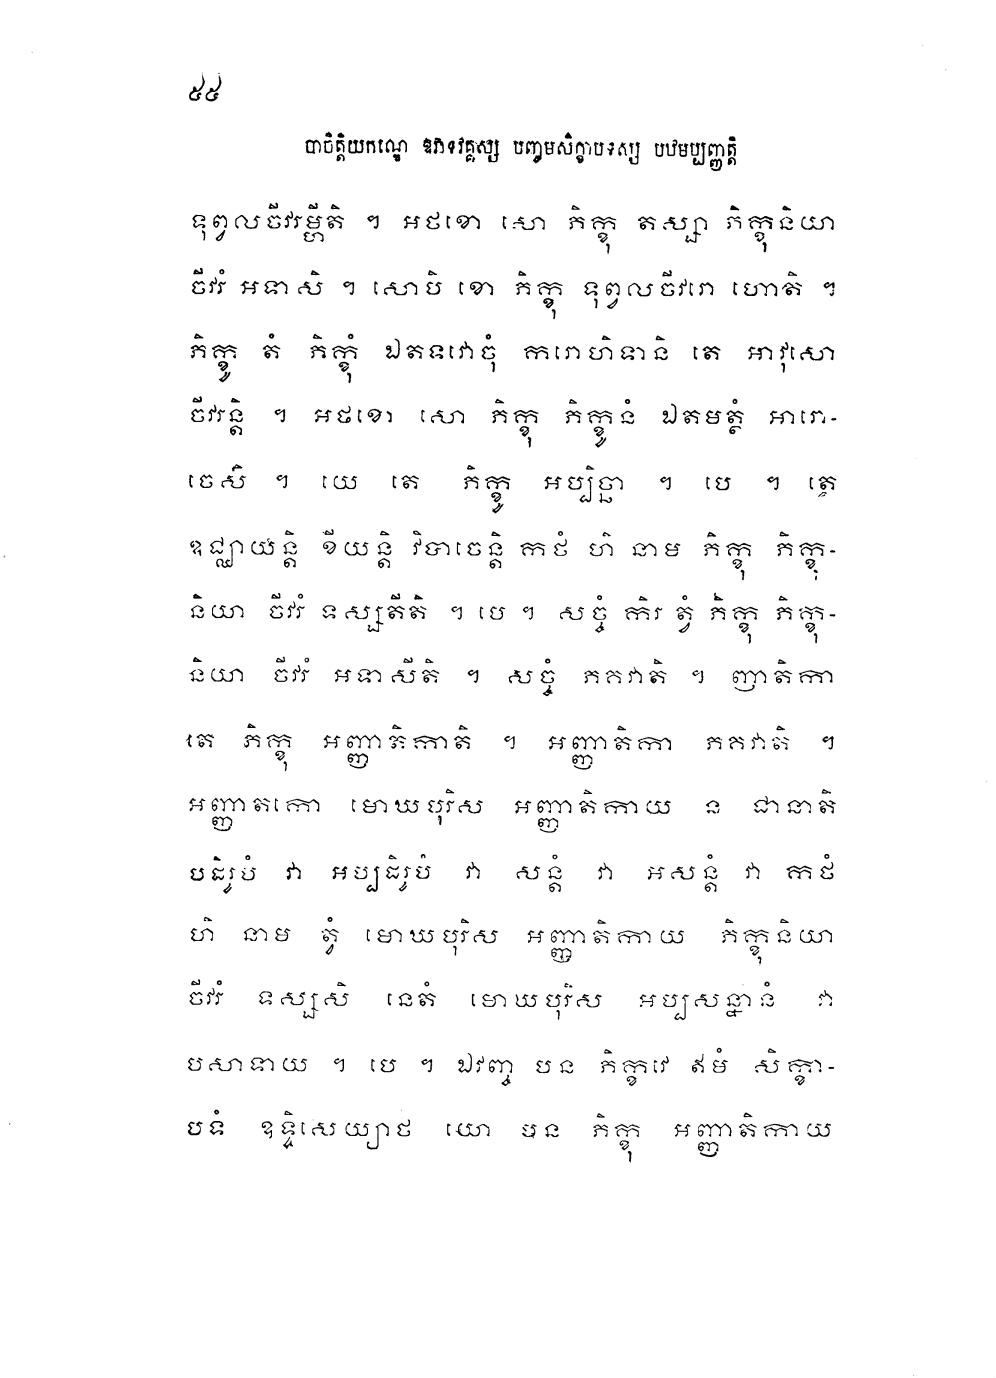 ៥៥
បាចិត្តិយកណ្ឌេ ឱវាទវគ្គស្ស បញ្ចមសិក្ខាបទស្ស បឋមប្បញ្ញត្តិ
ទុព្វលចីវរម្ហីតិ ។ អថខោ សោ ភិក្ខុ តស្សា ភិក្ខុនិយា
ចីវរំ អទាសិ ។ សោបិ ខោ ភិក្ខុ ទុព្វលចីវរោ ហោតិ ។
ភិក្ខូ តំ ភិក្ខុំ ឯតទវោចុំ ករោហិទានិ តេ អាវុសោ
ចីវរន្តិ ។ អថខោ សោ ភិក្ខុ ភិក្ខូនំ ឯតមត្ថំ អារោ-
ចេសិ ។ យេ តេ ភិក្ខូ អប្បិច្ឆា ។ បេ ។ តេ
ឧជ្ឈាយន្តិ ខីយន្តិ វិបាចេន្តិ កថំ ហិ នាម ភិក្ខុ ភិក្ខុ-
និយា ចីវរំ ទស្សតីតិ ។ បេ ។ សច្ចំ កិរ ត្វំ ភិក្ខុ ភិក្ខុ-
និយា ចីវរំ អទាសីតិ ។ សច្ចំ ភគវាតិ ។ ញាតិកា
តេ ភិក្ខុ អញ្ញាតិកាតិ ។ អញ្ញាតិកា ភគវាតិ ។
អញ្ញាតកោ មោឃបុរិស អញ្ញាតិកាយ ន ជានាតិ
បដិរូបំ វា អប្បដិរូបំ វា សន្តំ វា អសន្តំ វា កថំ
ហិ នាម ត្វំ មោឃបុរិស អញ្ញាតិកាយ ភិក្ខុនិយា
ចីវរំ ទស្សសិ នេតំ មោឃបុរិស អប្បសន្នានំ វា
បសាទាយ ។ បេ ។ ឯវញ្ច បន ភិក្ខវេ ឥមំ សិក្ខា-
បទំ ឧទ្ទិសេយ្យាថ យោ បន ភិក្ខុ អញ្ញាតិកាយ